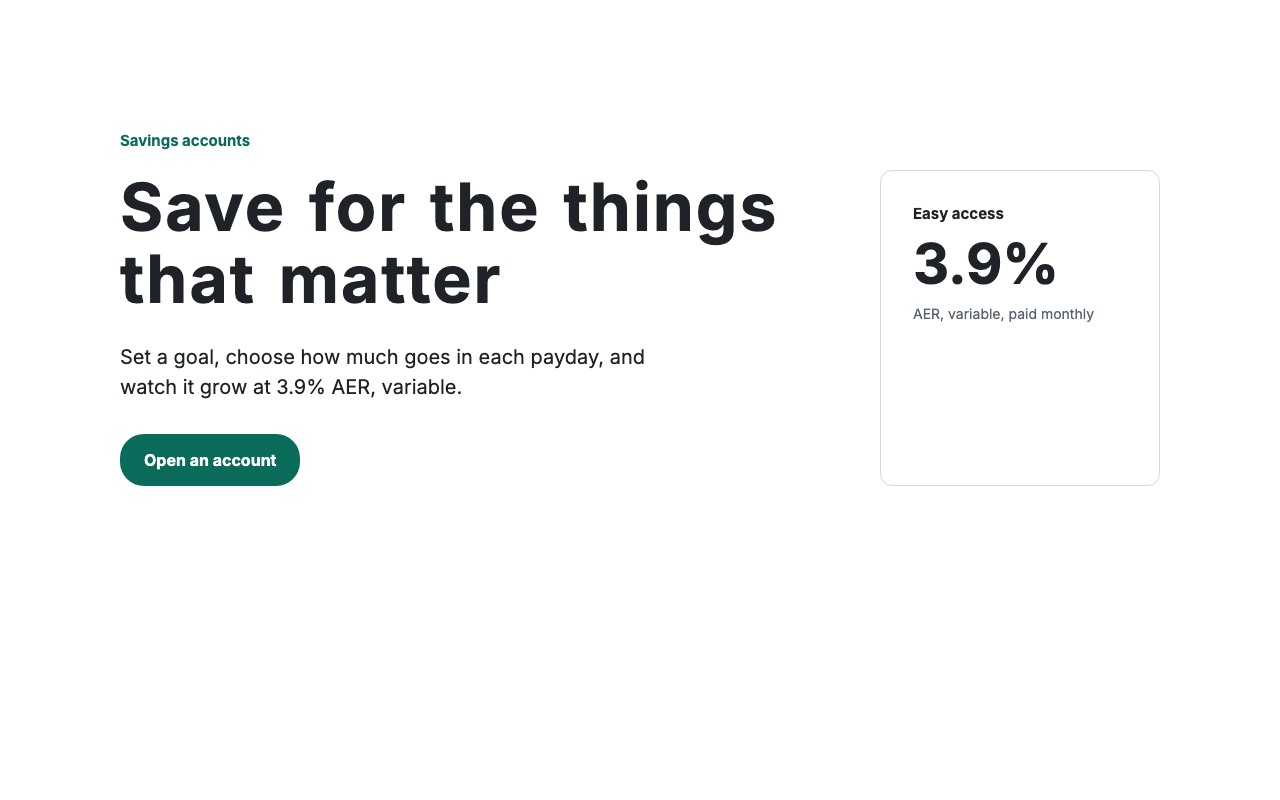 Savings accounts
Save for the things
that matter
Set a goal, choose how much goes in each payday, and
watch it grow at 3.9% AER, variable.
Open an account
Easy access
3.9%
AER, variable, paid monthly